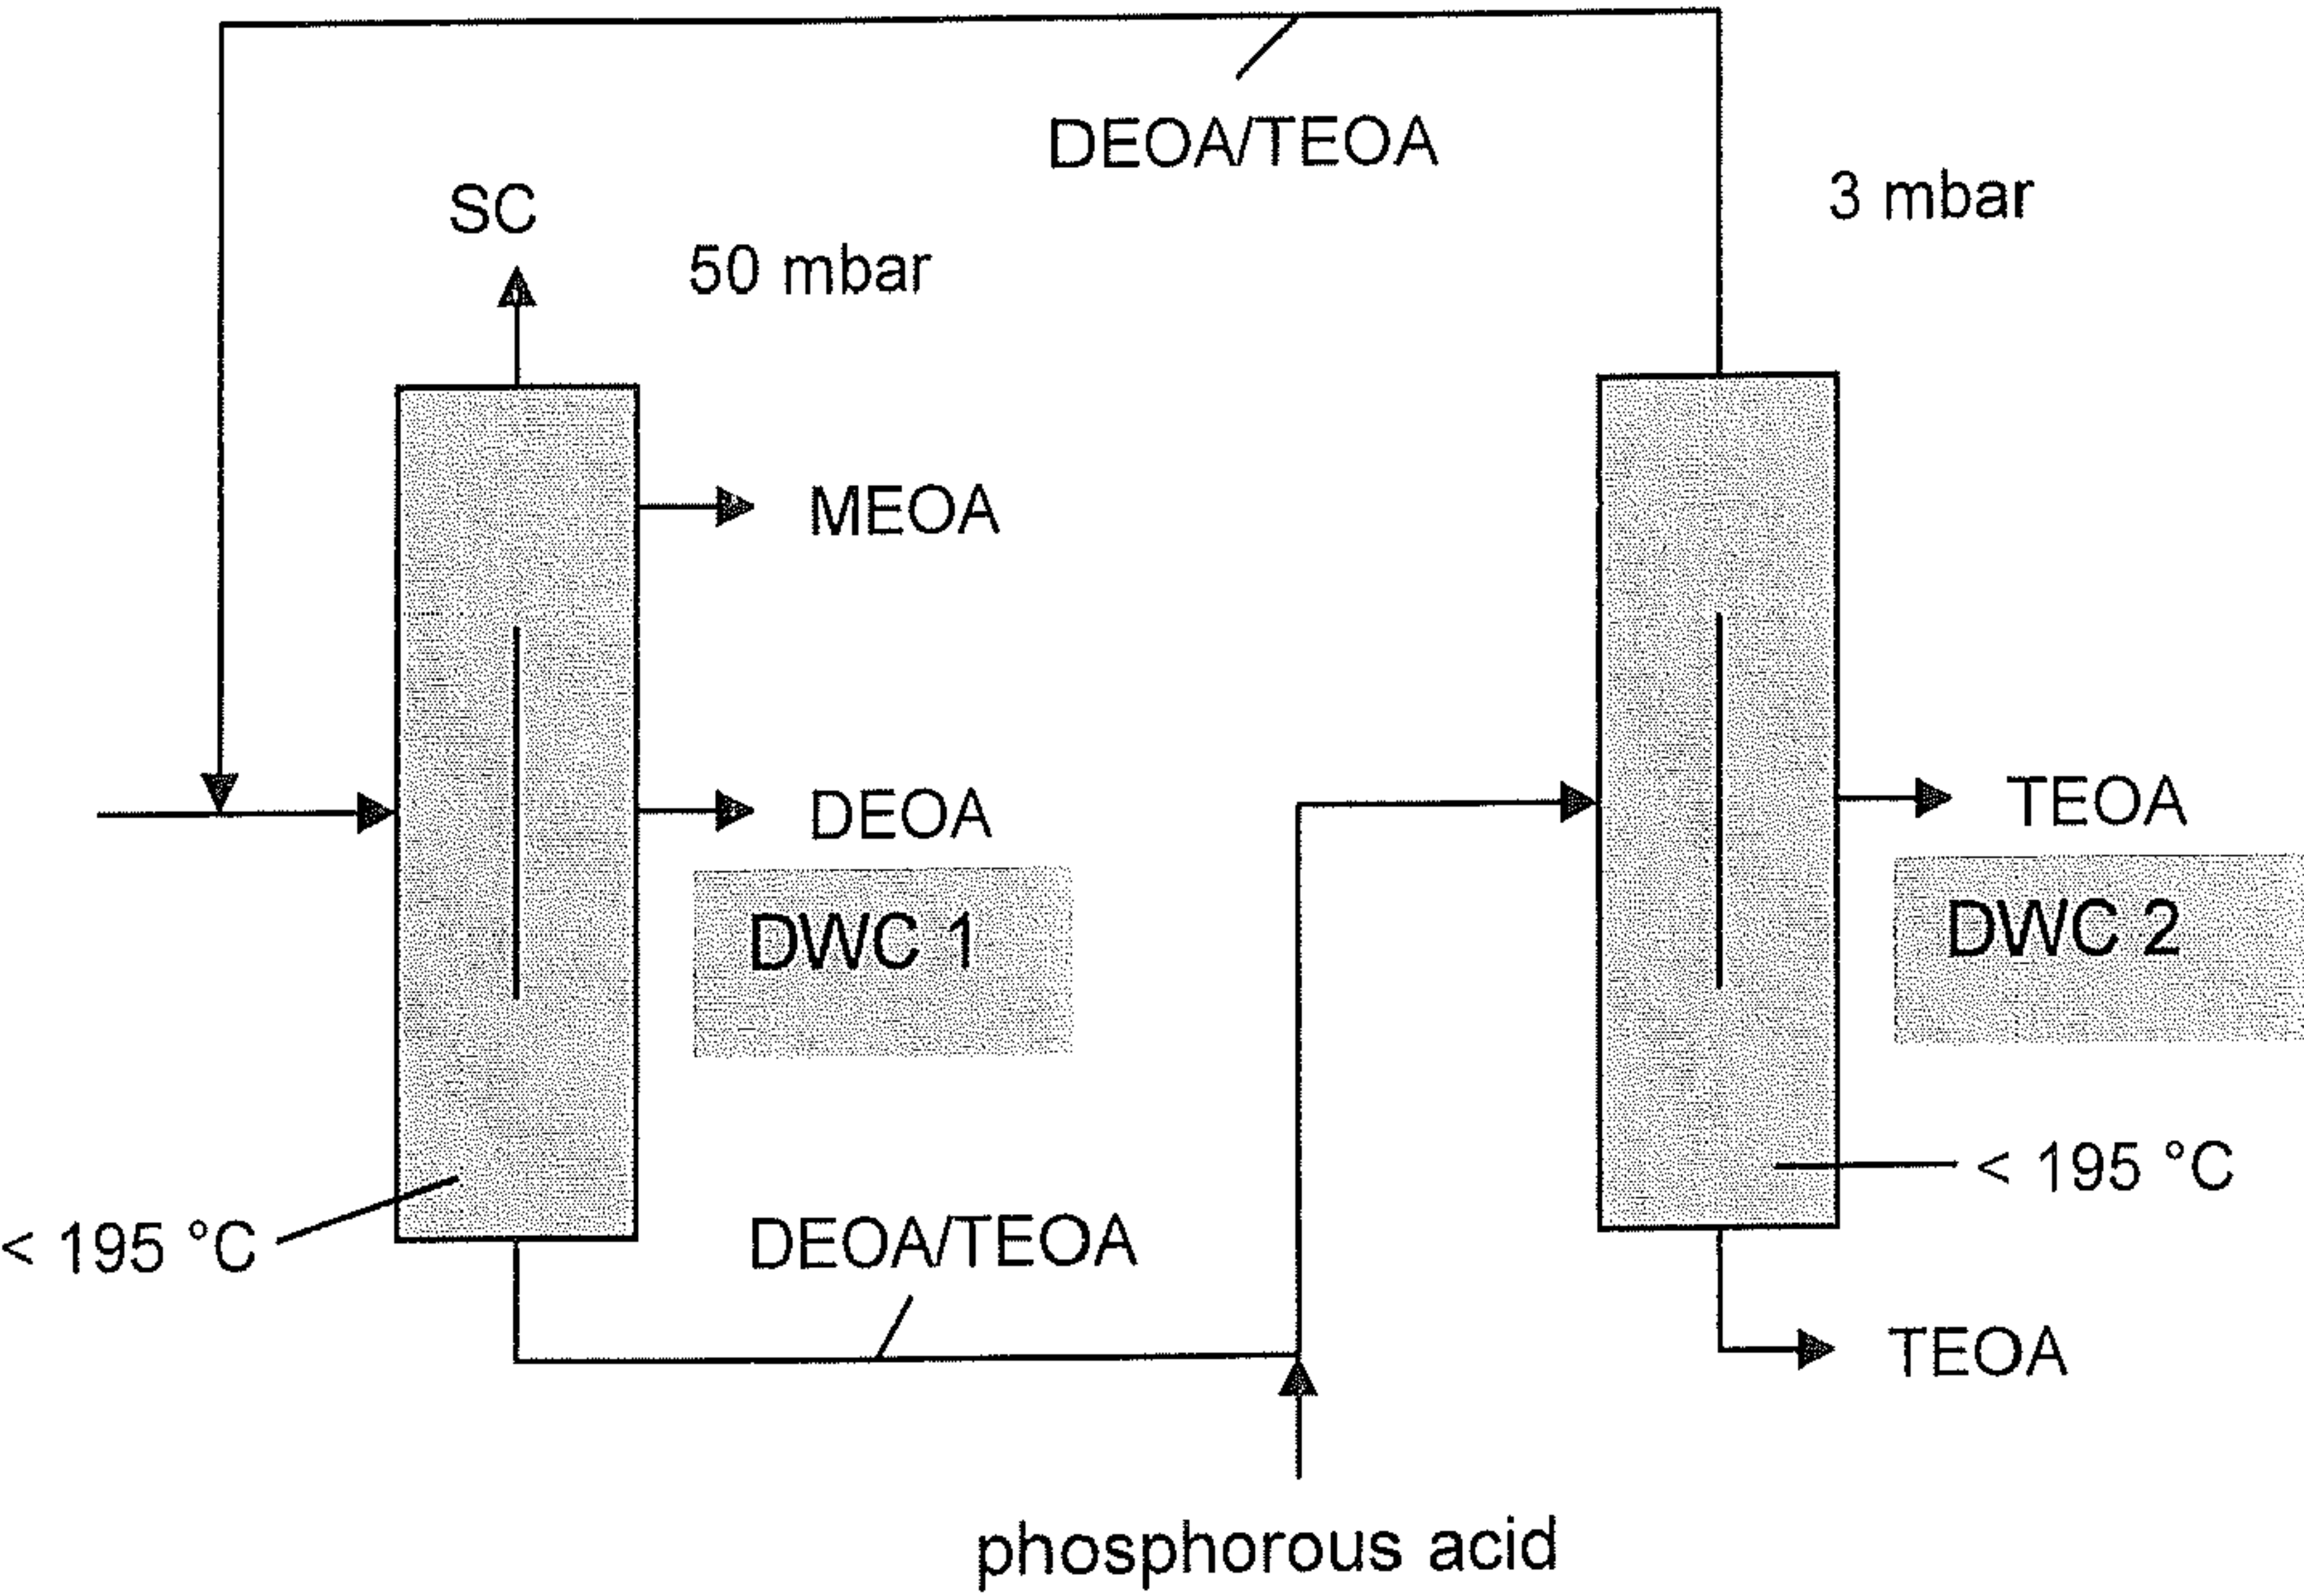 DEOA/TEOA
3 mbar
SC
50 mbar
MEOA
DEOA
TEOA
DWC 1
DWC 2
< 195 °C
< 195 °C
DEOA/TEOA
TEOA
phosphorous acid